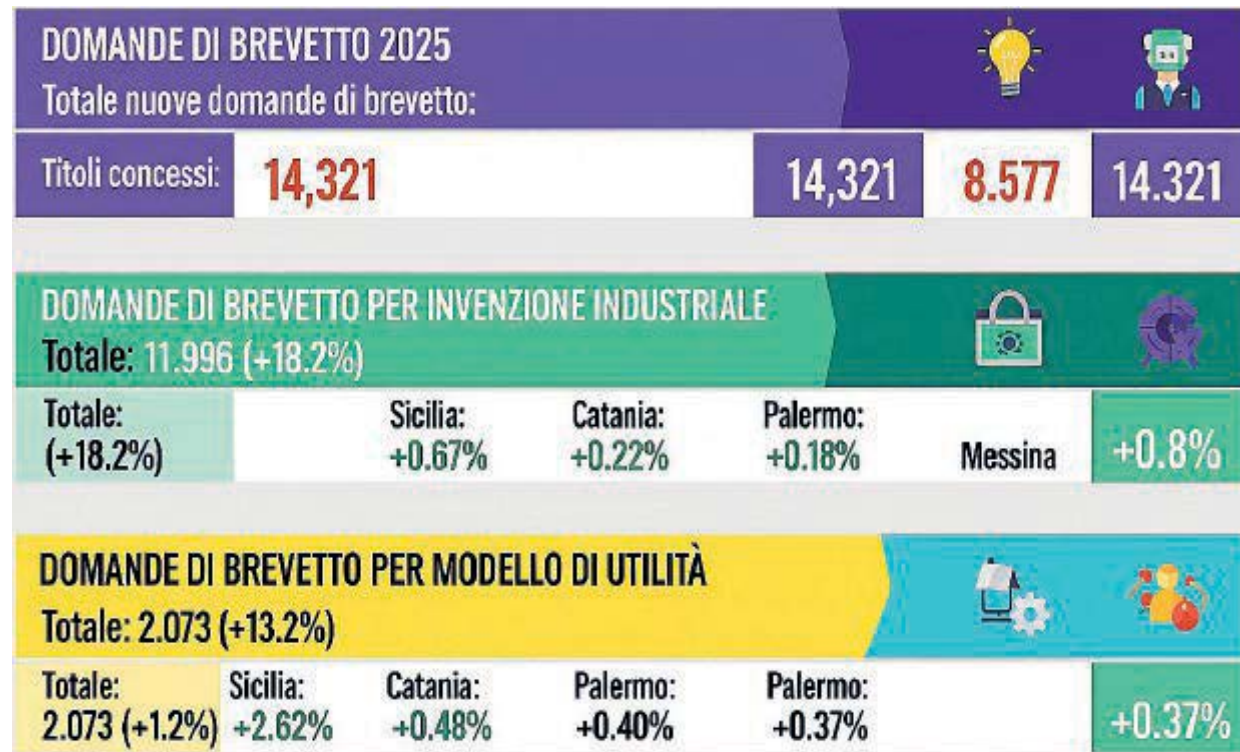 DOMANDE DI BREVETTO 2025
Totale nuove domande di brevetto:
Titoli concessi: 14,321 14,321 8.577 14.321
DOMANDE DI BREVETTO PER INVENZIONE INDUSTRIALE
Totale: 11.996 (+18.2%)
Totale: Sicilia: Catania: Palermo:
(+18.2%) +0.67% +0.22% +0.18% Messina +0.8%
DOMANDE DI BREVETTO PER MODELLO DI UTILITÀ
Totale: 2.073 (+13.2%)
Totale: Sicilia: Catania: Palermo: Palermo:
2.073 (+1.2%) +2.62% +0.48% +0.40% +0.37% +0.37%